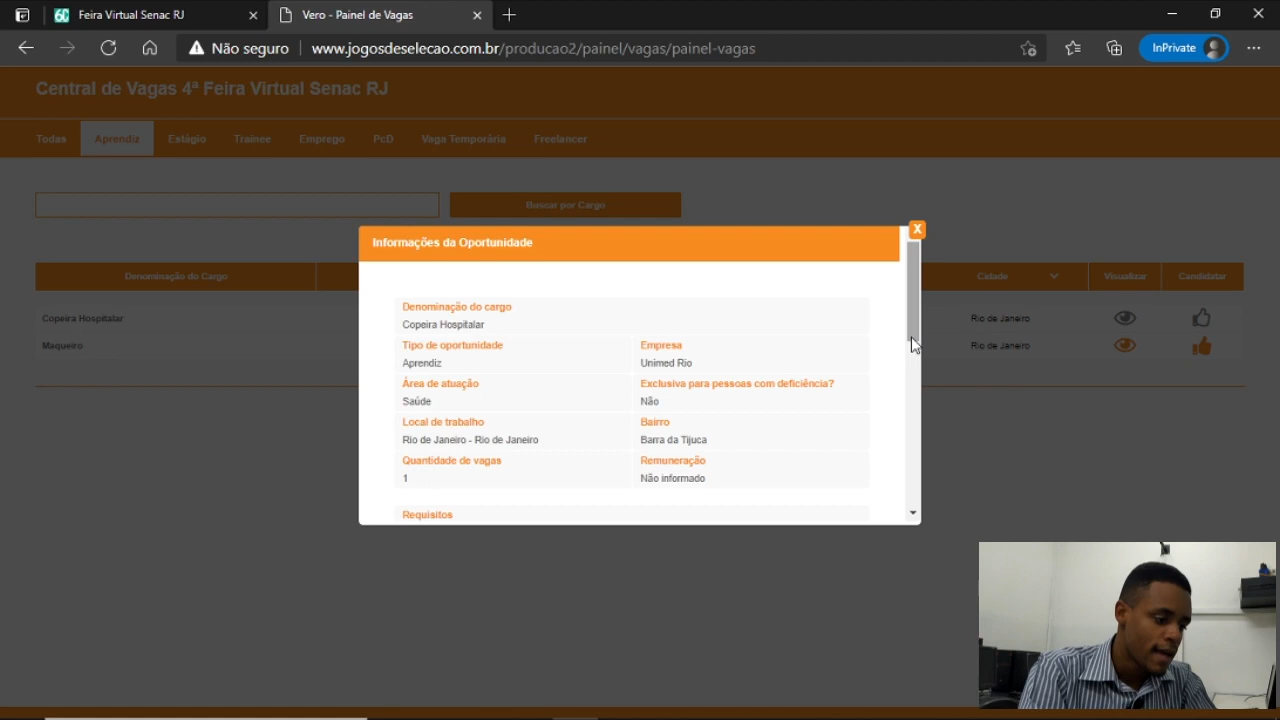 Feira Virtual Senac RJ
Vero - Painel de Vagas
Não seguro
www.jogosdeselecao.com.br/producao2/painel/vagas/painel-vagas
InPrivate
Central de Vagas 4ª Feira Virtual Senac RJ
Todas
Aprendiz
Estágio
Trainee
Emprego
PcD
Vaga Temporária
Freelancer
Buscar por Cargo
Denominação do Cargo
Cidade
Visualizar
Candidatar
Copeira Hospitalar
Rio de Janeiro
Maqueiro
Rio de Janeiro
X
Informações da Oportunidade
Denominação do cargo
Copeira Hospitalar
Tipo de oportunidade
Empresa
Aprendiz
Unimed Rio
Área de atuação
Exclusiva para pessoas com deficiência?
Saúde
Não
Local de trabalho
Bairro
Rio de Janeiro - Rio de Janeiro
Barra da Tijuca
Quantidade de vagas
Remuneração
1
Não informado
Requisitos